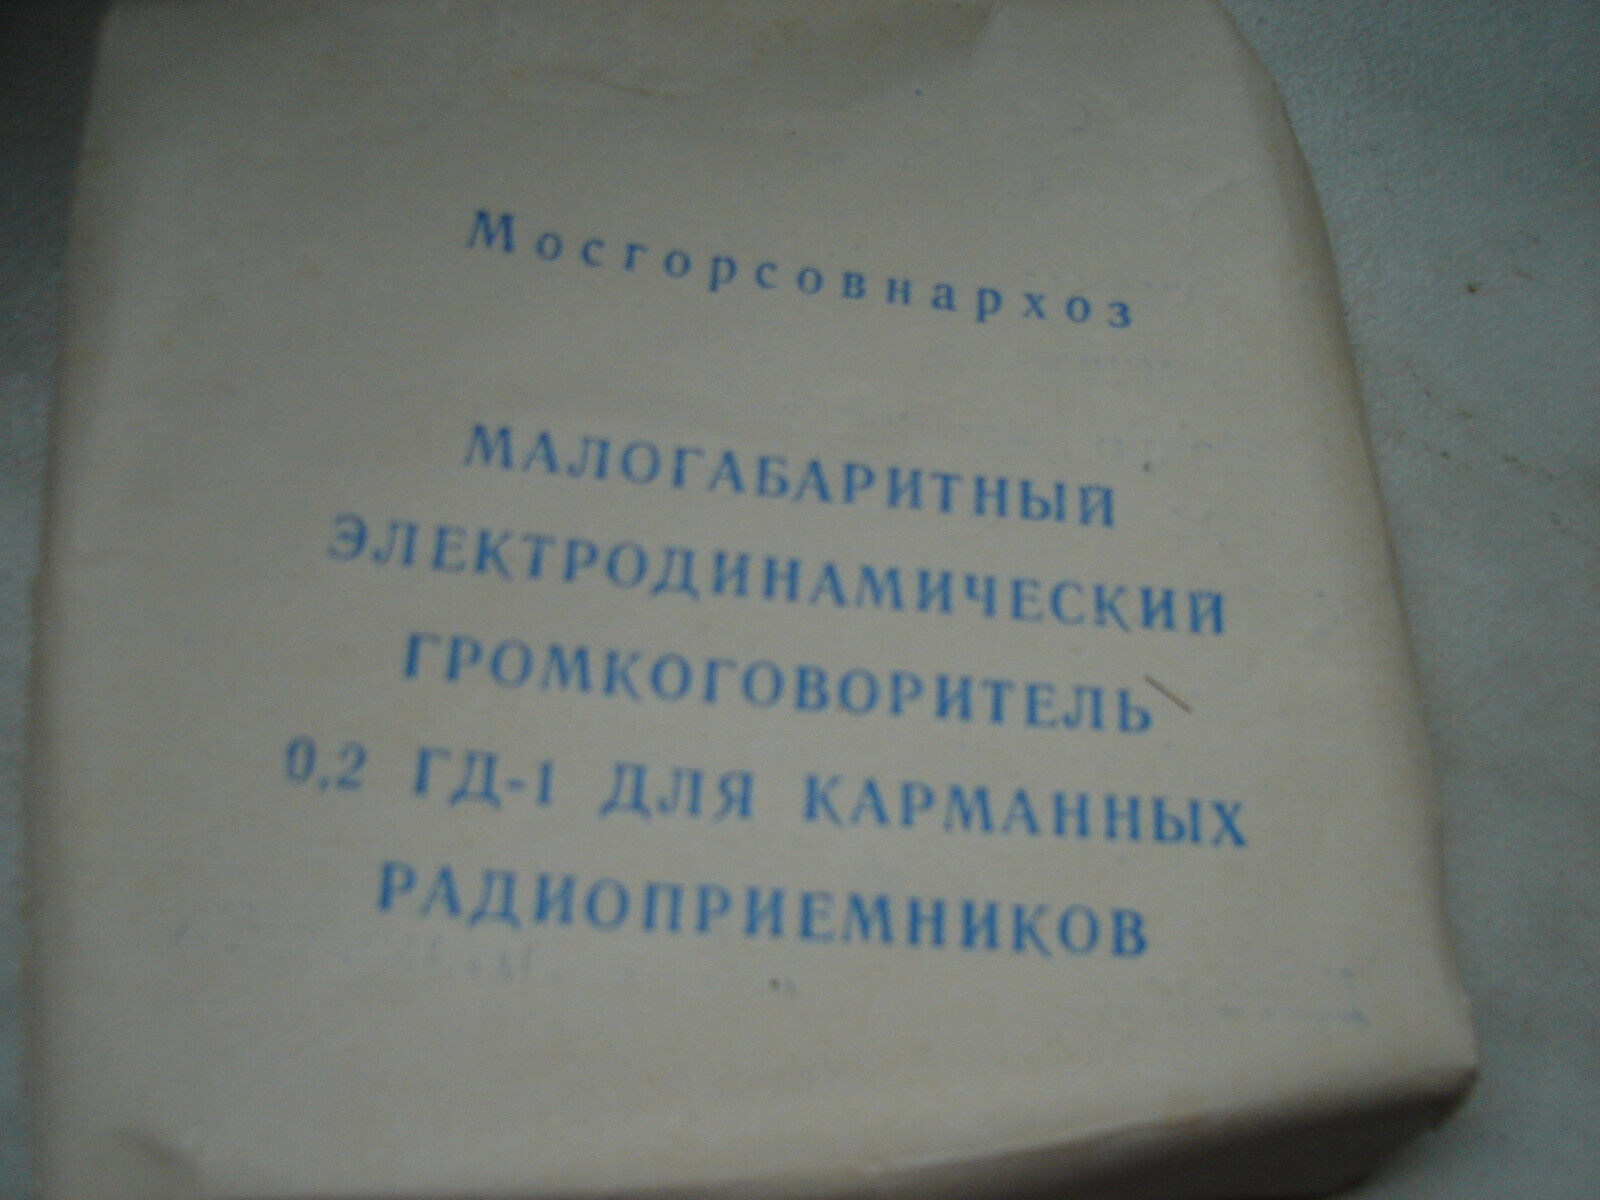 Мосгорсовнархоз
МАЛОГАБАРИТНЫЙ
ЭЛЕКТРОДИНАМИЧЕСКИЙ
ГРОМКОГОВОРИТЕЛЬ
0,2 ГД-1 ДЛЯ КАРМАННЫХ
РАДИОПРИЕМНИКОВ